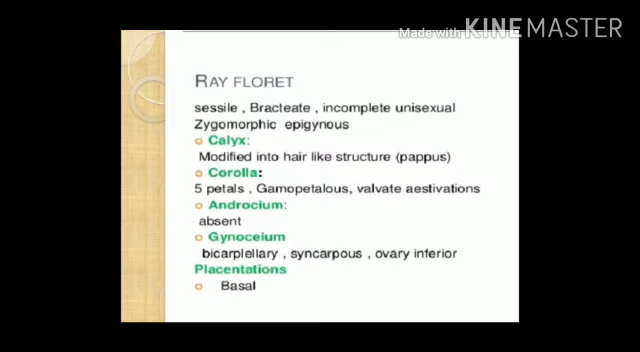 Made with KINEMASTER
RAY FLORET
sessile , Bracteate , incomplete unisexual
Zygomorphic epigynous
Calyx:
Modified into hair like structure (pappus)
Corolla:
5 petals , Gamopetalous, valvate aestivations
Androcium:
absent
Gynoceium
bicarplellary , syncarpous , ovary inferior
Placentations
Basal